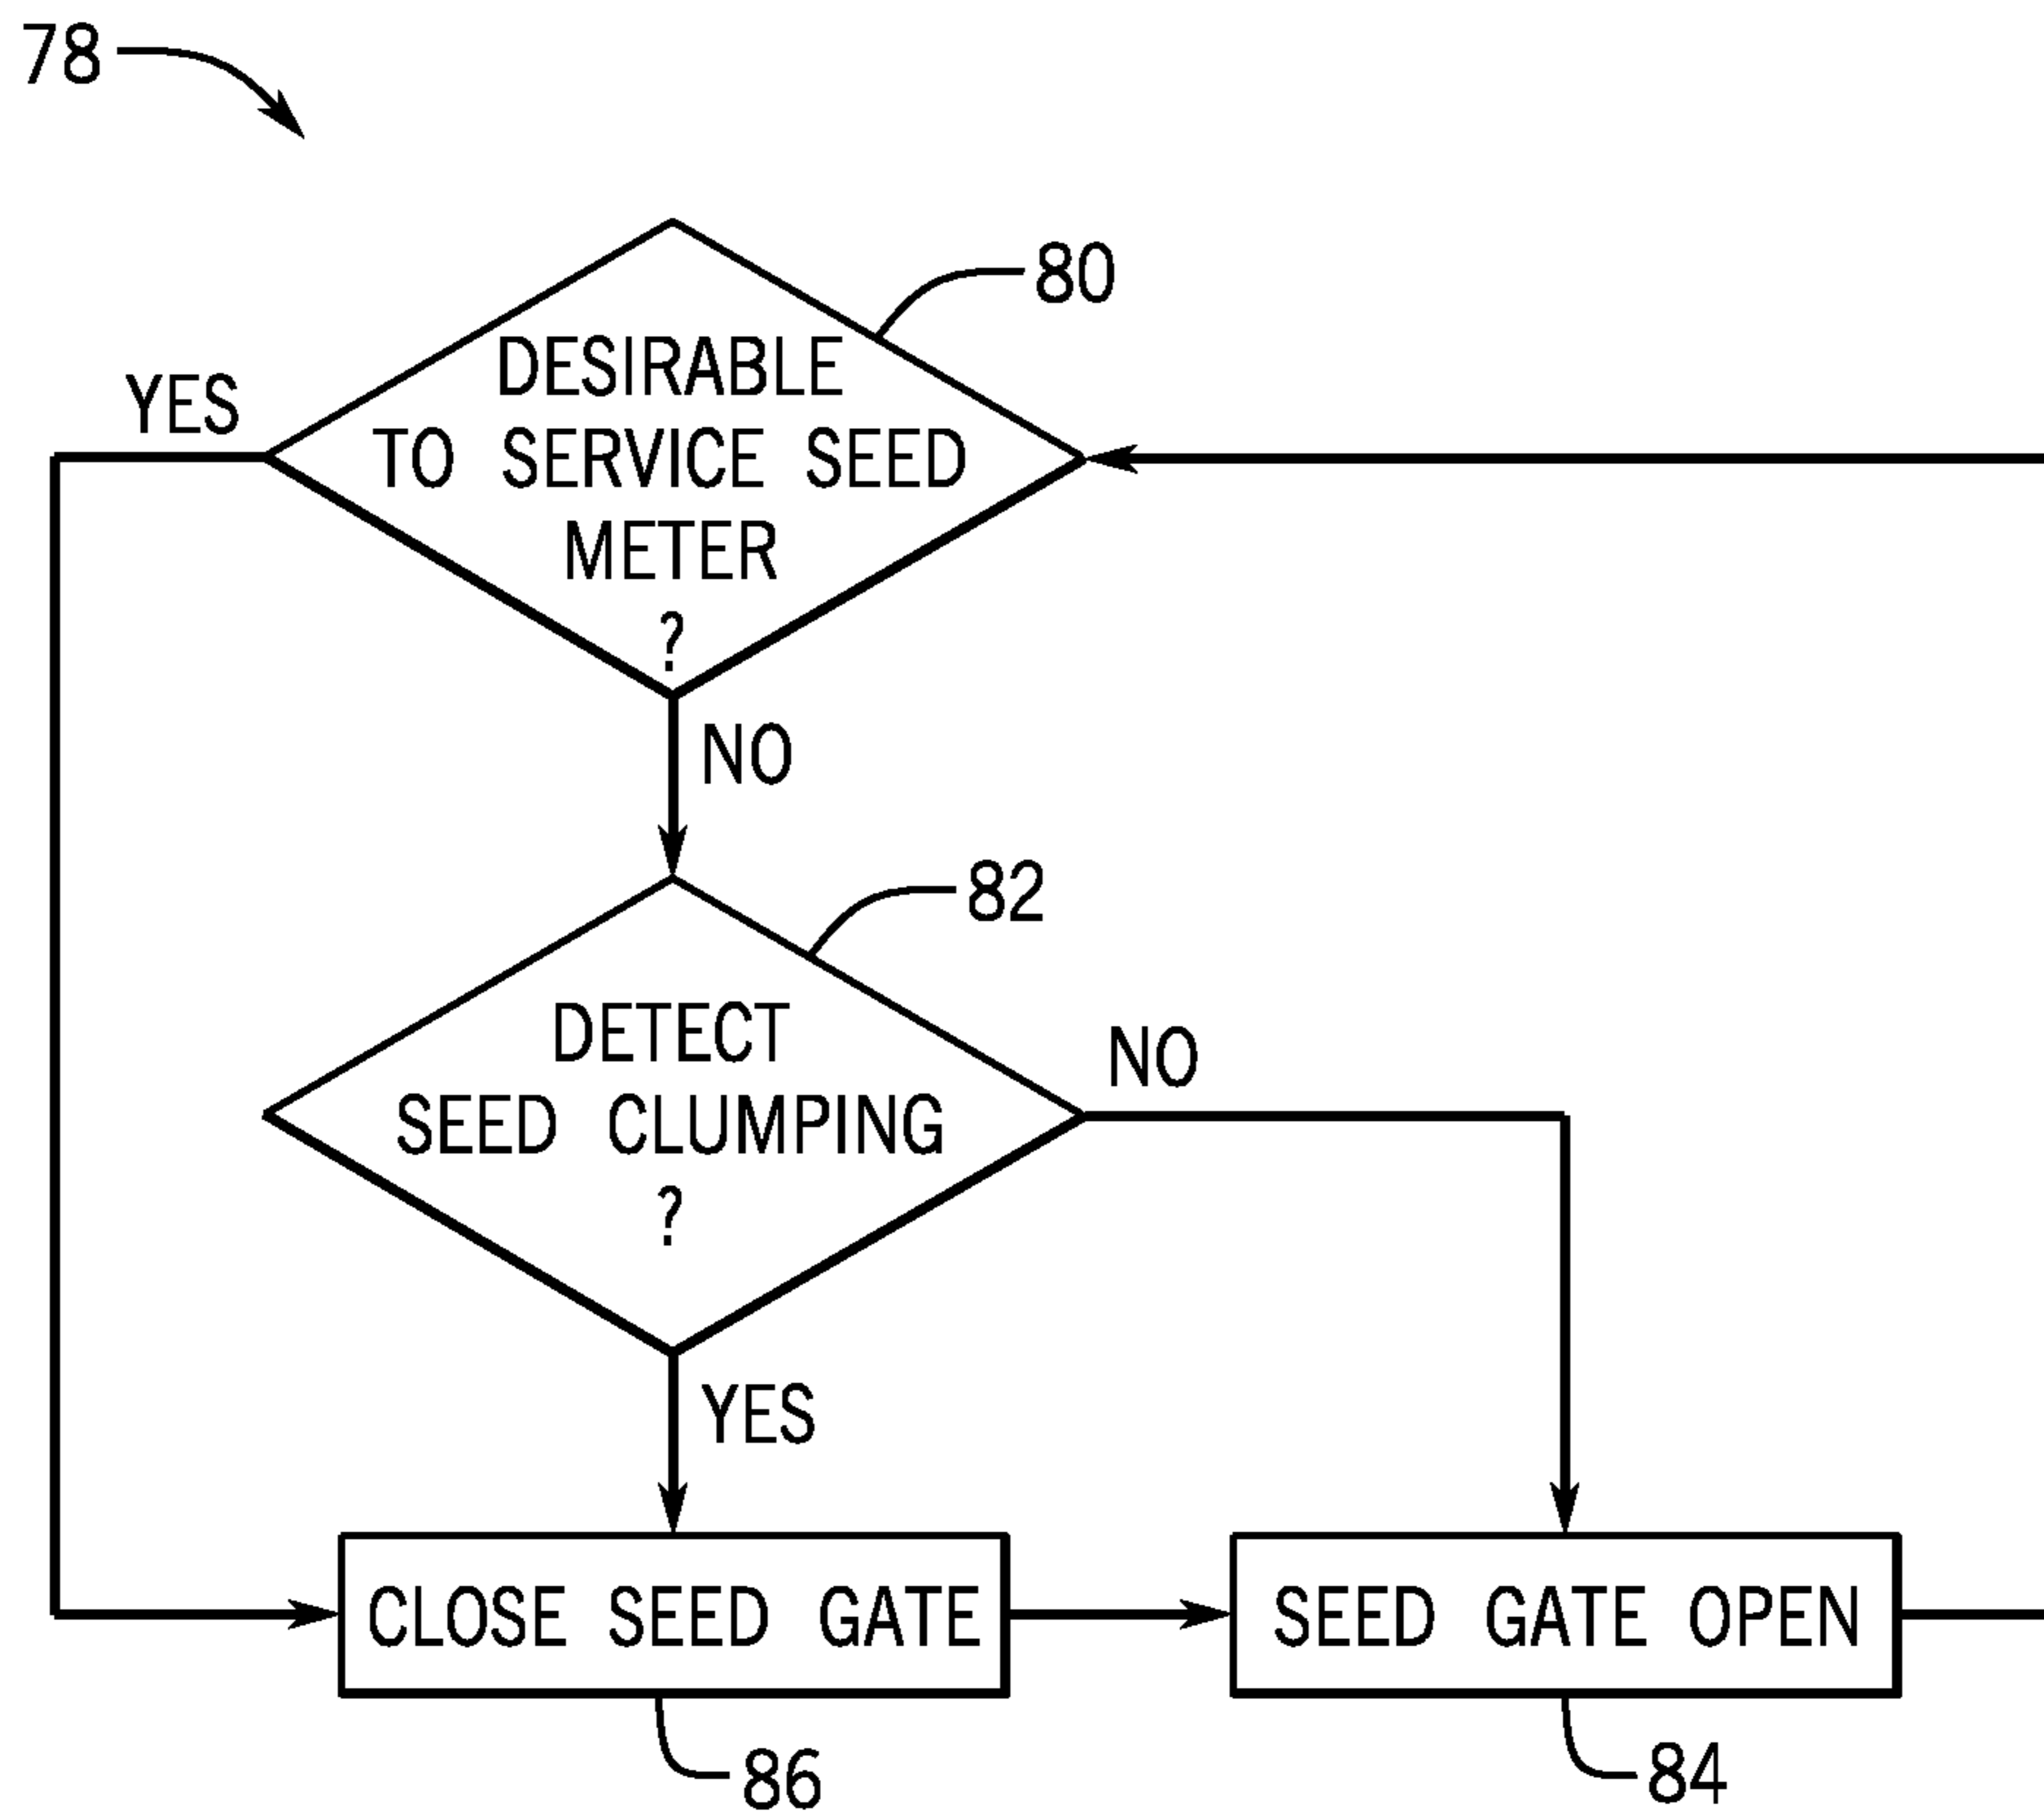 78
80
DESIRABLE
TO SERVICE SEED
METER
?
YES
NO
82
DETECT
SEED CLUMPING
?
NO
YES
CLOSE SEED GATE
SEED GATE OPEN
86
84